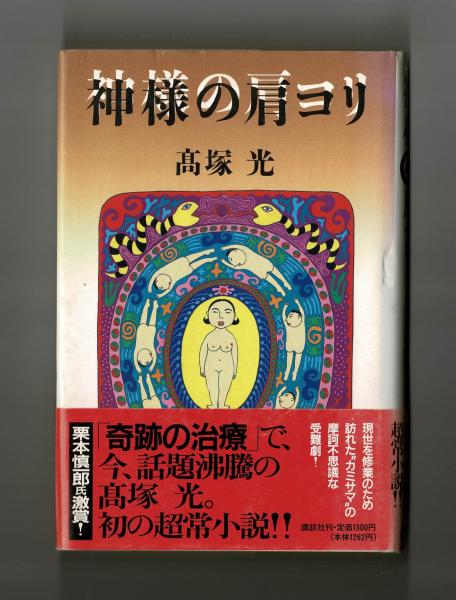 神様の肩ヨリ
髙塚 光
「奇跡の治療」で、
今、話題沸騰の
髙塚 光。
初の超常小説!!
栗本慎一郎氏激賞!
現世を修業のため
訪れた“カミサマ”の
摩訶不思議な
受難劇!
講談社刊・定価1300円
(本体1262円)
超常小説!!